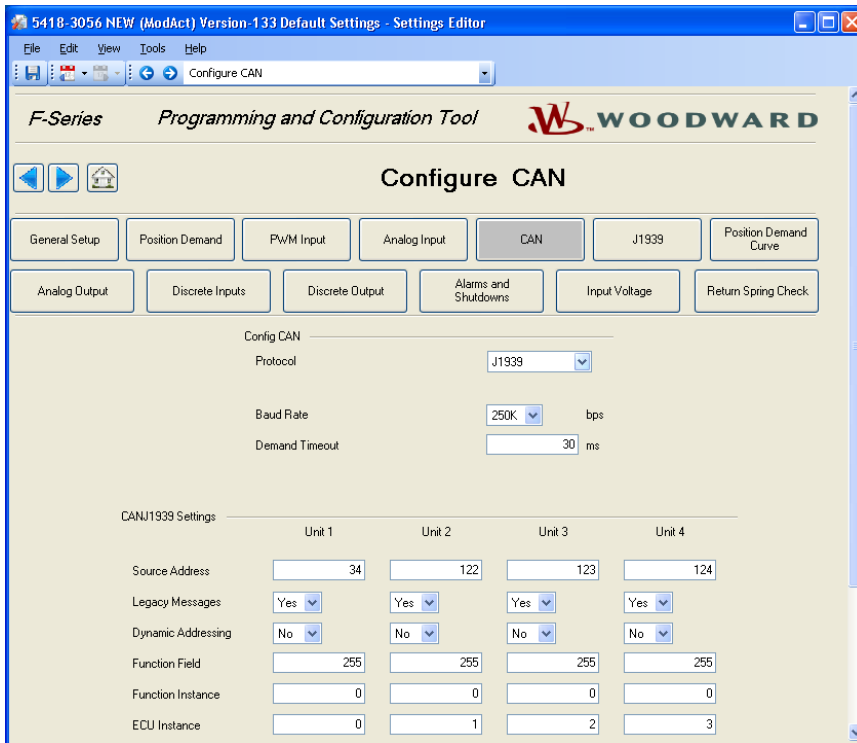 5418-3056 NEW (ModAct) Version-133 Default Settings - Settings Editor
File Edit View Tools Help
Configure CAN
F-Series Programming and Configuration Tool WOODWARD
Configure CAN
General Setup Position Demand PWM Input Analog Input CAN J1939 Position Demand Curve
Analog Output Discrete Inputs Discrete Output Alarms and Shutdowns Input Voltage Return Spring Check
Config CAN
Protocol J1939
Baud Rate 250K bps
Demand Timeout 30 ms
CANJ1939 Settings
Unit 1 Unit 2 Unit 3 Unit 4
Source Address 34 122 123 124
Legacy Messages Yes Yes Yes Yes
Dynamic Addressing No No No No
Function Field 255 255 255 255
Function Instance 0 0 0 0
ECU Instance 0 1 2 3